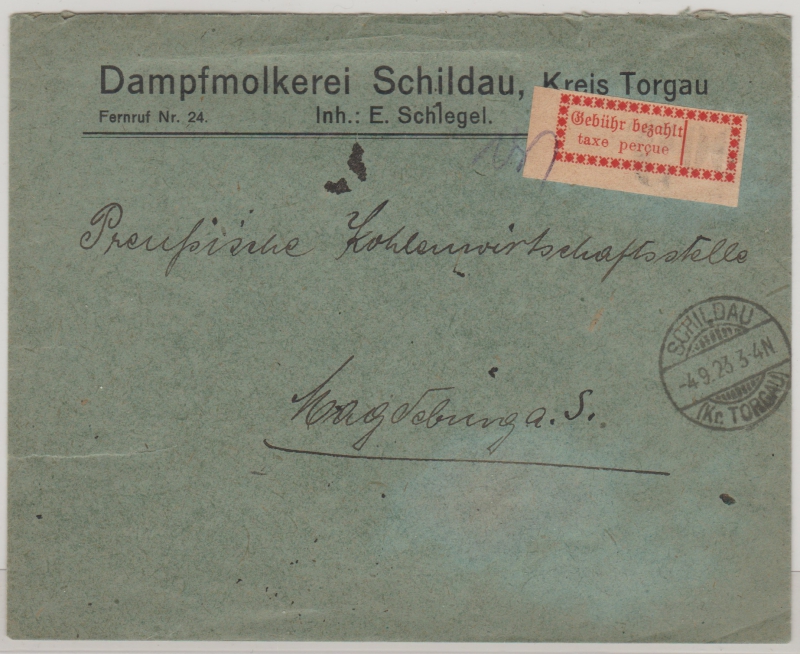 Dampfmolkerei Schildau, Kreis Torgau
Fernruf Nr. 24. Inh.: E. Schlegel.
Gebühr bezahlt
taxe perçue
Preußische Kohlenwirtschaftsstelle
SCHILDAU
-4.9.23 3-4N
(Kr. TORGAU)
Magdeburg a. S.